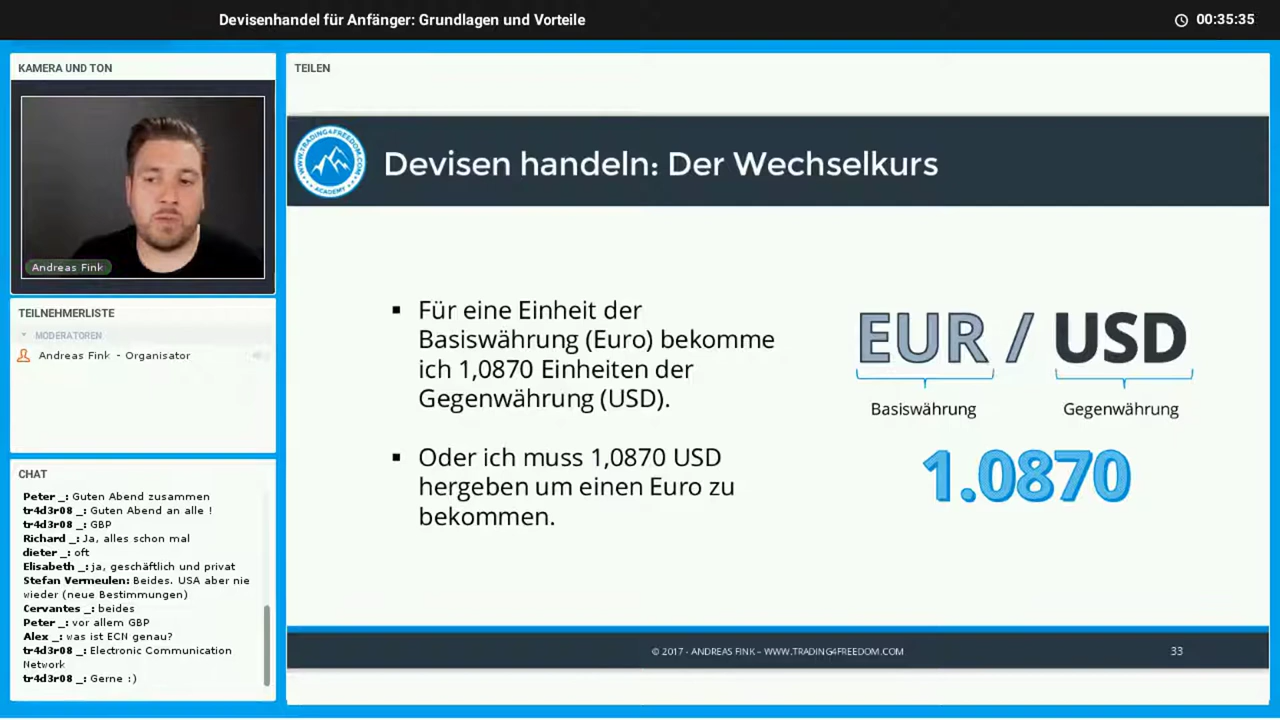 Devisenhandel für Anfänger: Grundlagen und Vorteile
00:35:35
KAMERA UND TON
Andreas Fink
TEILNEHMERLISTE
MODERATOREN
Andreas Fink - Organisator
CHAT
Peter _: Guten Abend zusammen
tr4d3r08 _: Guten Abend an alle !
tr4d3r08 _: GBP
Richard _: Ja, alles schon mal
dieter _: oft
Elisabeth _: ja, geschäftlich und privat
Stefan Vermeulen: Beides. USA aber nie
wieder (neue Bestimmungen)
Cervantes _: beides
Peter _: vor allem GBP
Alex _: was ist ECN genau?
tr4d3r08 _: Electronic Communication
Network
tr4d3r08 _: Gerne :)
TEILEN
WWW.TRADING4FREEDOM.COM
ACADEMY
Devisen handeln: Der Wechselkurs
▪ Für eine Einheit der
Basiswährung (Euro) bekomme
ich 1,0870 Einheiten der
Gegenwährung (USD).
▪ Oder ich muss 1,0870 USD
hergeben um einen Euro zu
bekommen.
EUR / USD
Basiswährung Gegenwährung
1.0870
© 2017 - ANDREAS FINK – WWW.TRADING4FREEDOM.COM
33